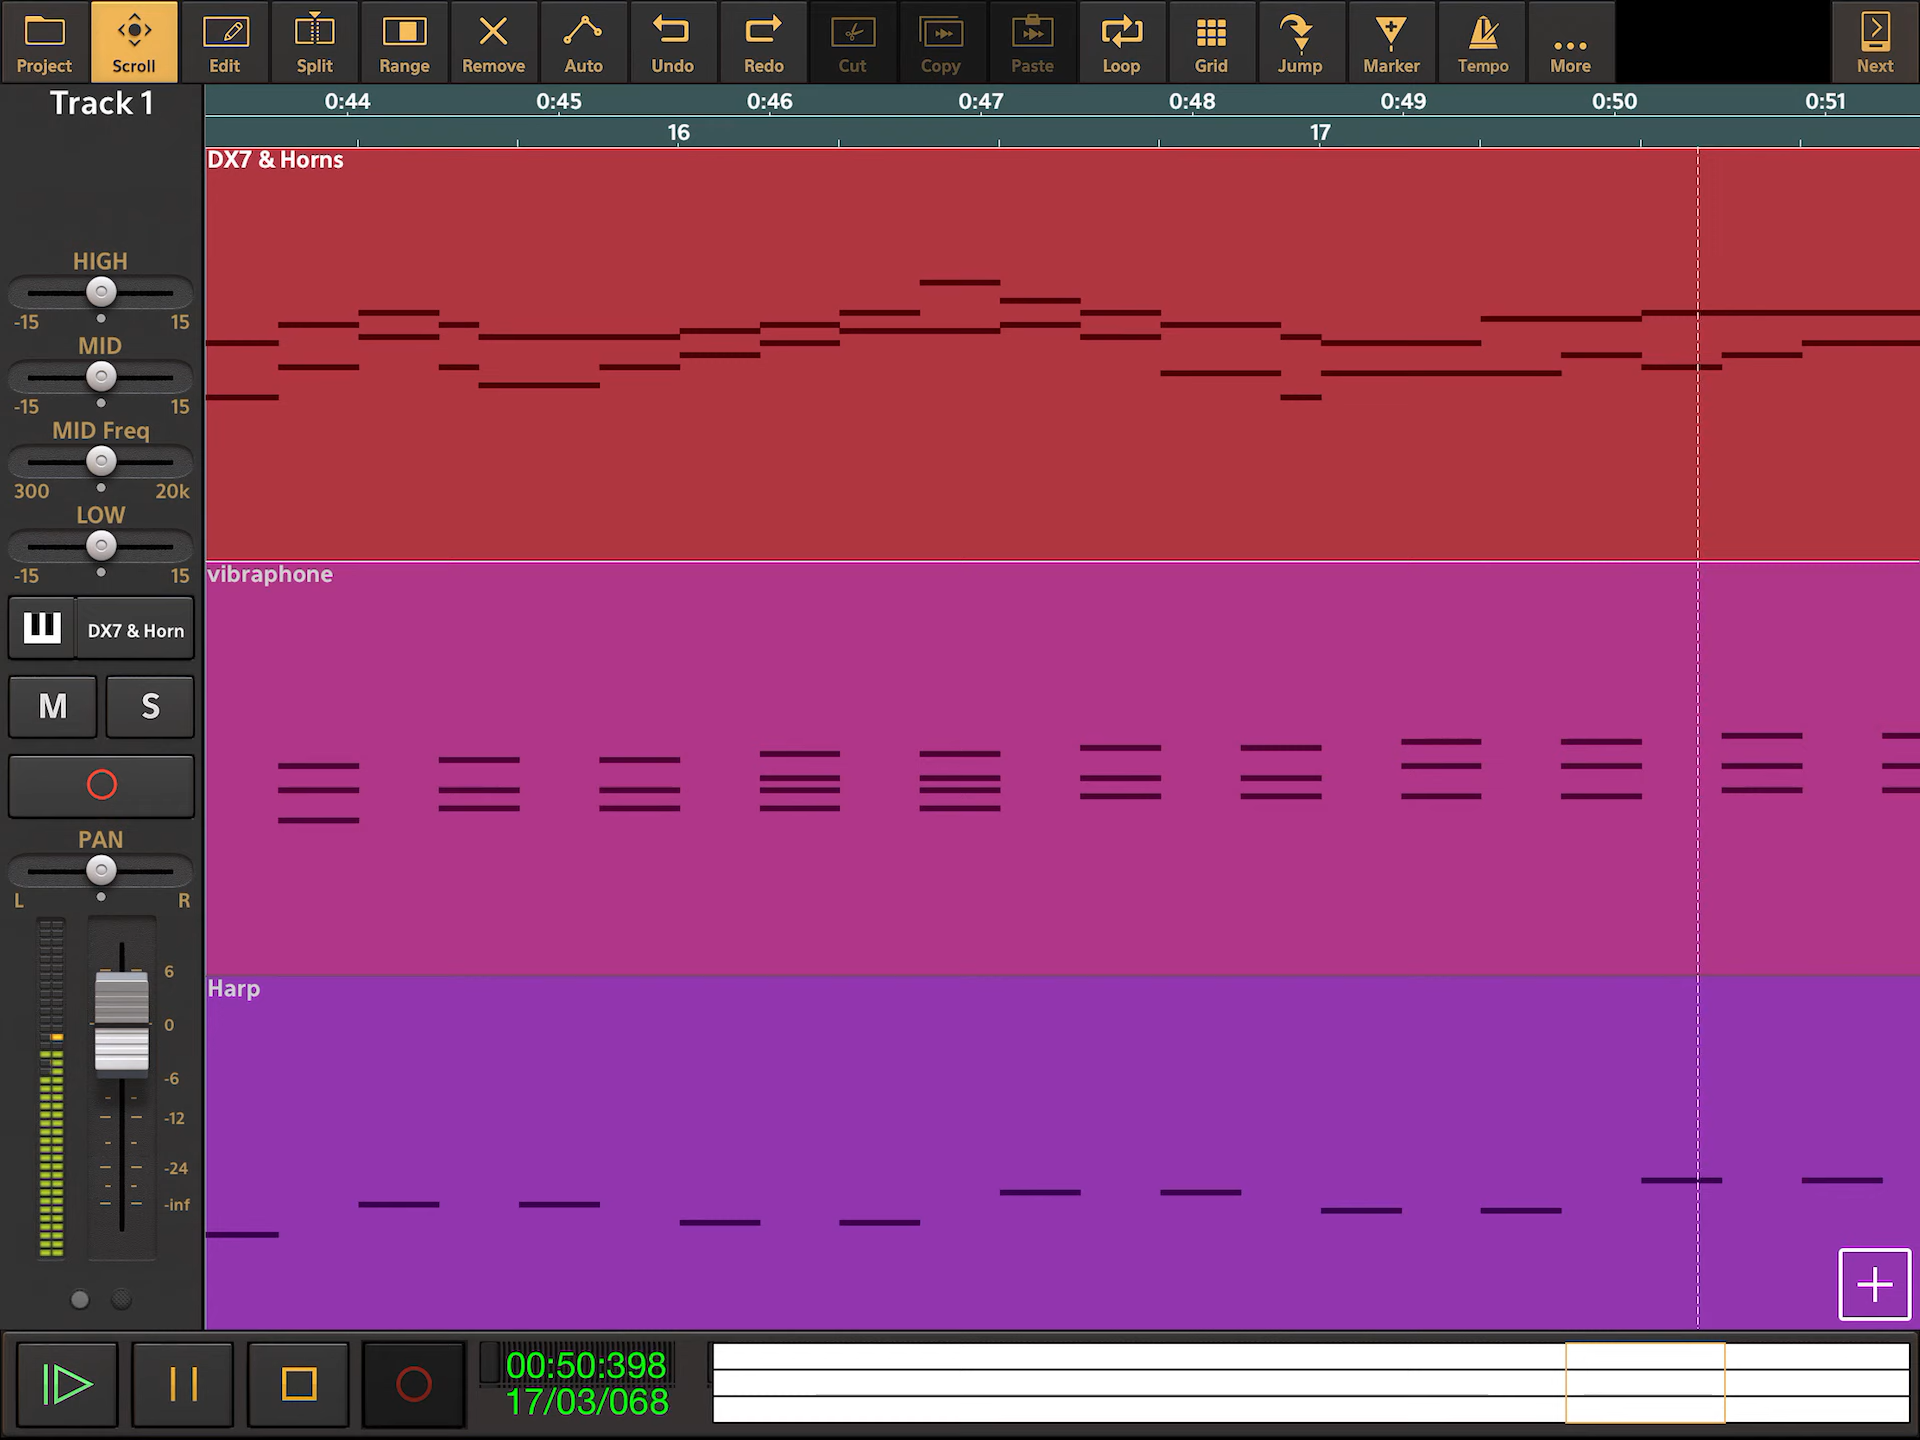 Project Scroll Edit Split Range Remove Auto Undo Redo Cut Copy Paste Loop Grid Jump Marker Tempo More Next
Track 1
0:44 0:45 0:46 0:47 0:48 0:49 0:50 0:51
16 17
DX7 & Horns
HIGH
-15 15
MID
-15 15
MID Freq
300 20k
LOW
-15 15
vibraphone
DX7 & Horn
M S
PAN
L R
6
0
-6
-12
-24
-inf
Harp
00:50:398
17/03/068